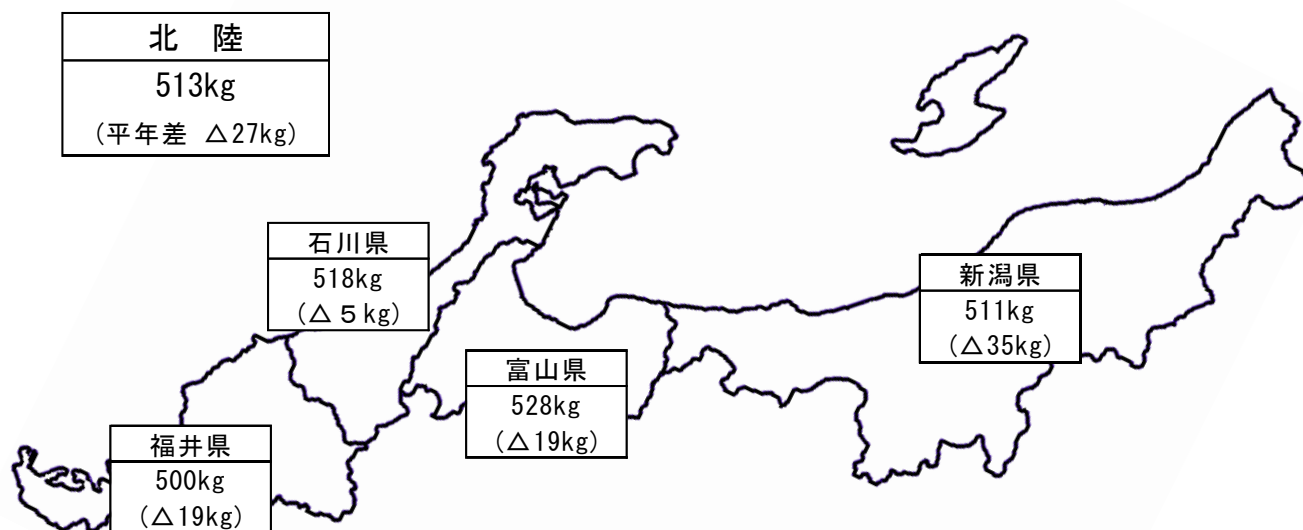 北　陸
513kg
(平年差 △27kg)
石川県
518kg
(△５kg)
新潟県
511kg
(△35kg)
富山県
528kg
(△19kg)
福井県
500kg
(△19kg)